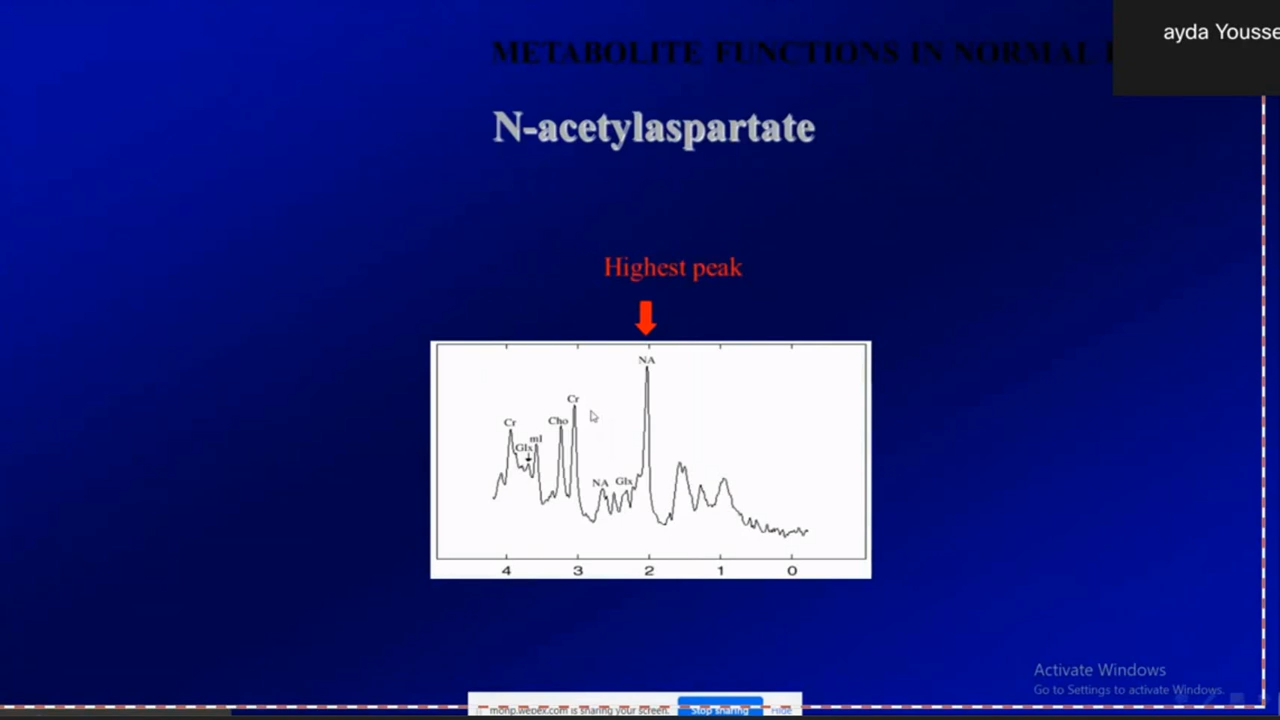 ayda Yousse
METABOLITE FUNCTIONS IN NORMAL
N-acetylaspartate
Highest peak
NA
Cr
Cr
Cho
mI
Glx
NA
Glx
4 3 2 1 0
Activate Windows
Go to Settings to activate Windows.
monp.webex.com is sharing your screen.
Stop sharing
Hide